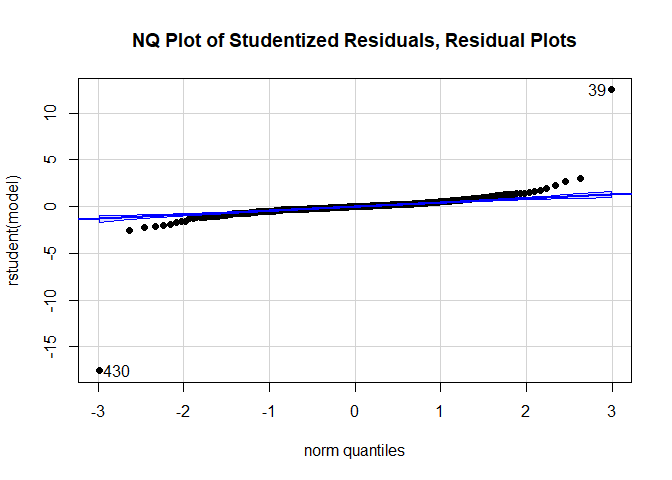 NQ Plot of Studentized Residuals, Residual Plots
39
10
5
0
-5
-10
-15
rstudent(model)
430
-3 -2 -1 0 1 2 3
norm quantiles